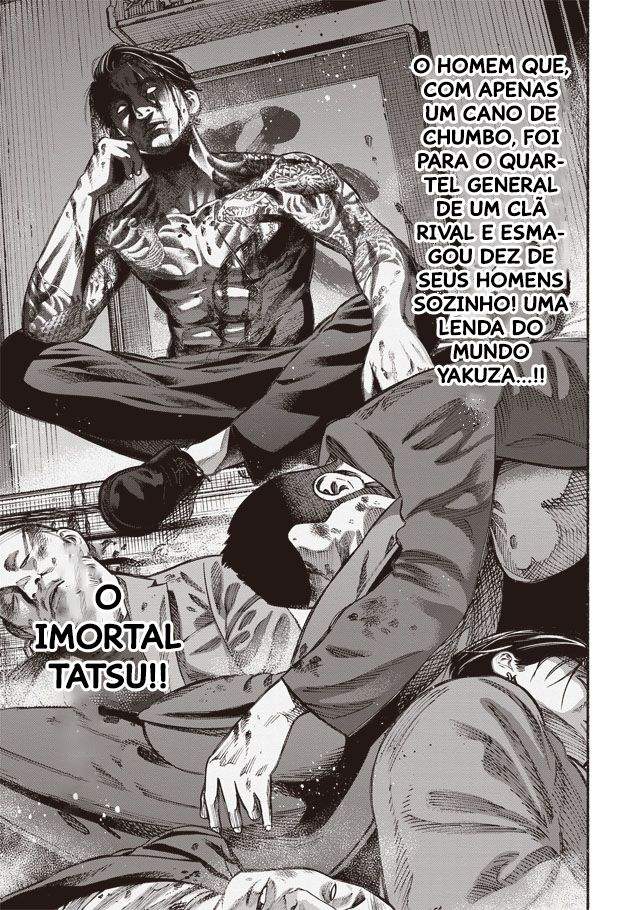 O HOMEM QUE,
COM APENAS
UM CANO DE
CHUMBO, FOI
PARA O QUAR-
TEL GENERAL
DE UM CLÃ
RIVAL E ESMA-
GOU DEZ DE
SEUS HOMENS
SOZINHO! UMA
LENDA DO
MUNDO
YAKUZA...!!
O
IMORTAL
TATSU!!